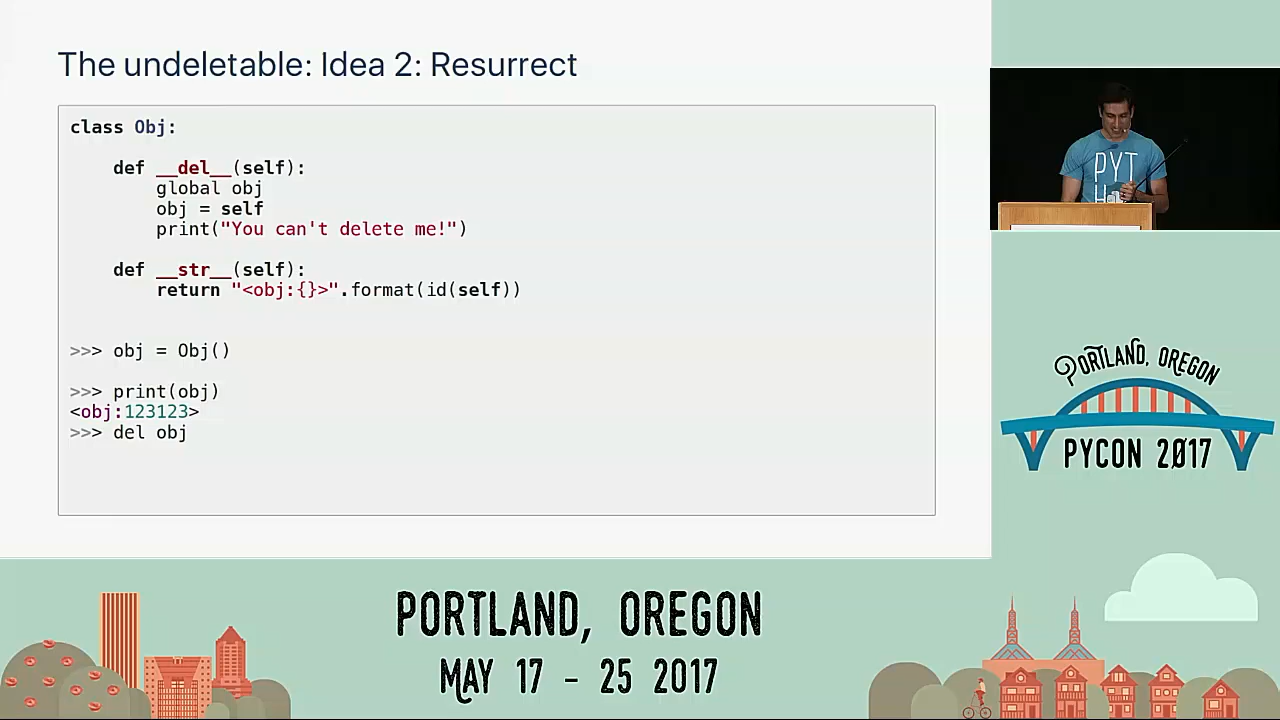 The undeletable: Idea 2: Resurrect
class Obj:
def __del__(self):
global obj
obj = self
print("You can't delete me!")
def __str__(self):
return "<obj:{}>".format(id(self))
>>> obj = Obj()
>>> print(obj)
<obj:123123>
>>> del obj
PYT
H
PORTLAND, OREGON
PYCON 2017
PORTLAND, OREGON
MAY 17 - 25 2017